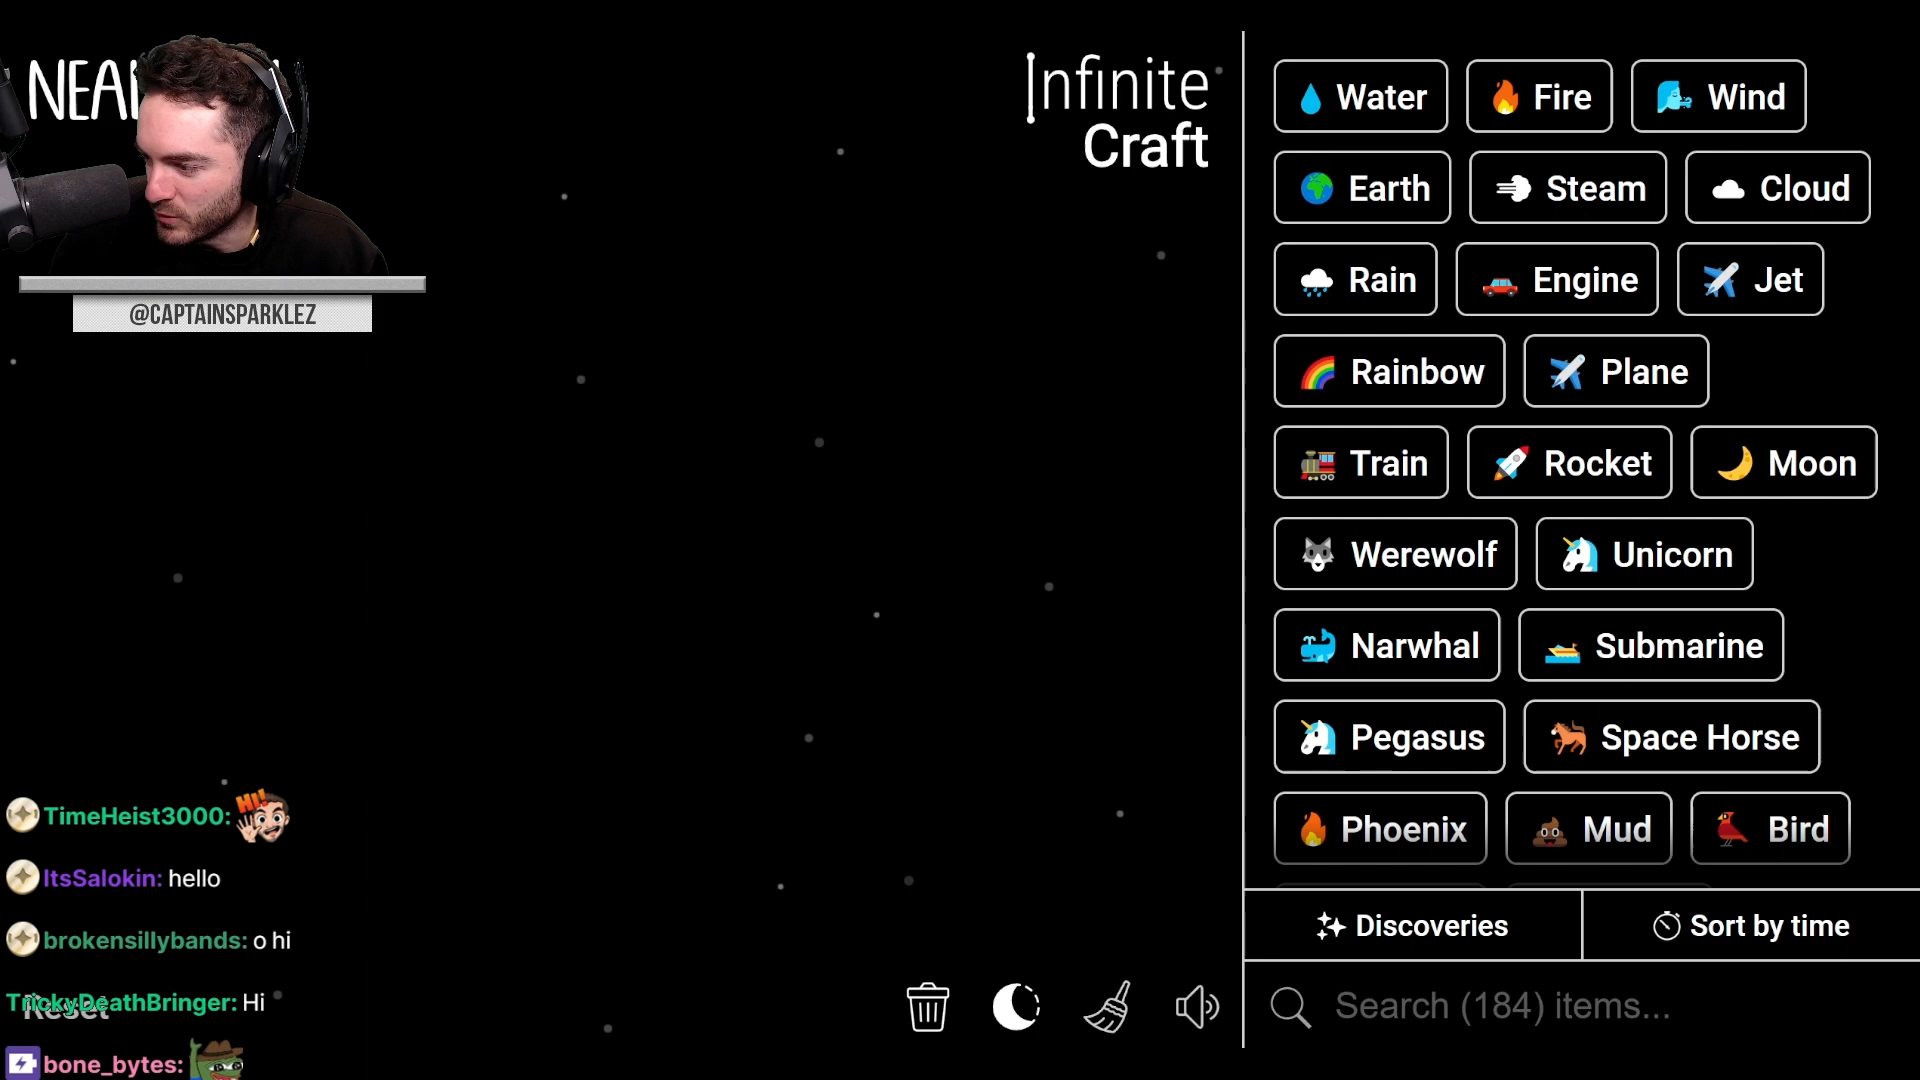 NEA
@CAPTAINSPARKLEZ
Infinite
Craft
Water Fire Wind
Earth Steam Cloud
Rain Engine Jet
Rainbow Plane
Train Rocket Moon
Werewolf Unicorn
Narwhal Submarine
Pegasus Space Horse
Phoenix Mud Bird
Discoveries Sort by time
Search (184) items...
TimeHeist3000: HI!
ItsSalokin: hello
brokensillybands: o hi
TrickyDeathBringer: Hi
Reset
bone_bytes: